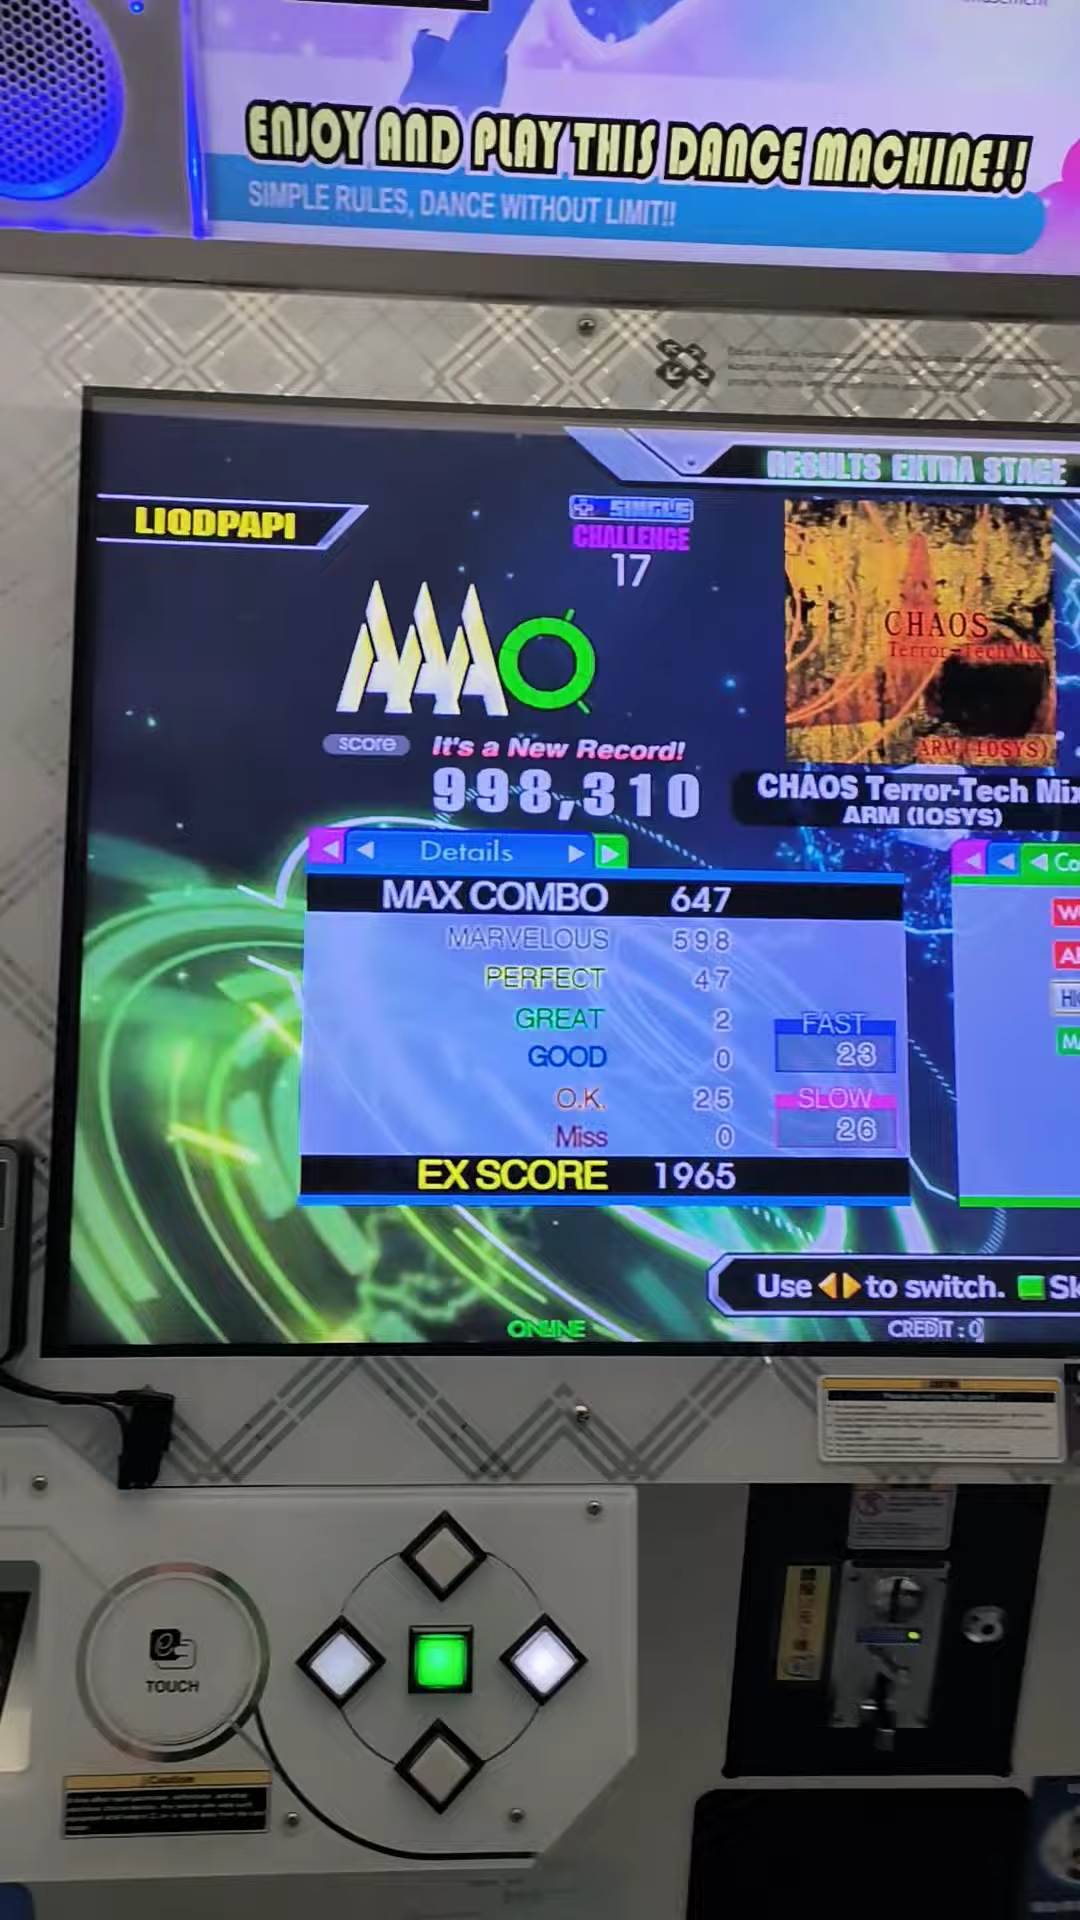 ENJOY AND PLAY THIS DANCE MACHINE!!
SIMPLE RULES, DANCE WITHOUT LIMIT!!
RESULTS EXTRA STAGE
LIQDPAPI
SINGLE
CHALLENGE
17
AAA
CHAOS
Terror-TechMix
ARM(IOSYS)
score
It's a New Record!
998,310
CHAOS Terror-Tech Mix
ARM (IOSYS)
Details
MAX COMBO 647
MARVELOUS 598
PERFECT 47
GREAT 2
GOOD 0
O.K. 25
Miss 0
FAST
23
SLOW
26
EX SCORE 1965
Use to switch.
ONLINE
CREDIT : 0
TOUCH
Caution